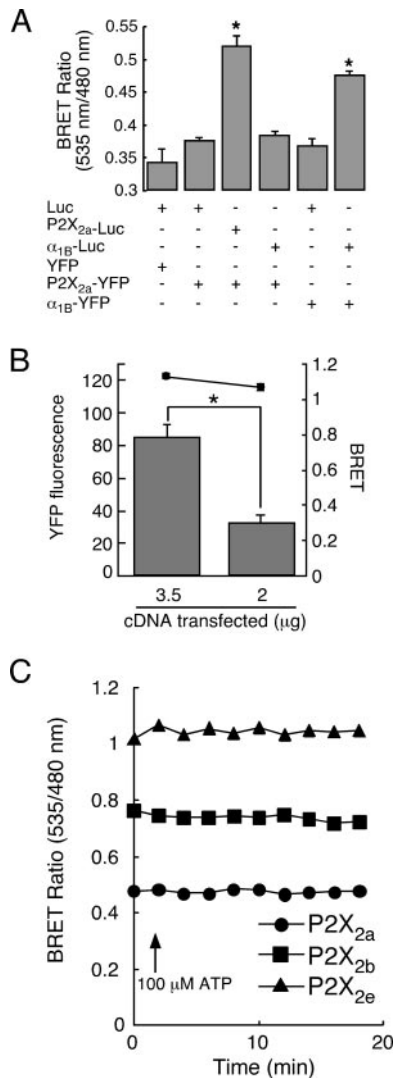 A
BRET Ratio
(535 nm/480 nm)
0.55
0.5
0.4
0.35
0.3
*
*
Luc + + - - + -
P2X2a-Luc - - + - - -
α1B-Luc - - - + - +
YFP + - - - - -
P2X2a-YFP - + + + - -
α1B-YFP - - - - + +
B
YFP fluorescence
120
100
80
60
40
20
0
*
1.2
1
0.8
0.6
0.4
0.2
0
BRET
3.5 2
cDNA transfected (μg)
C
BRET Ratio (535/480 nm)
1.2
1
0.8
0.6
0.4
0.2
0
100 μM ATP
P2X2a
P2X2b
P2X2e
0 10 20
Time (min)